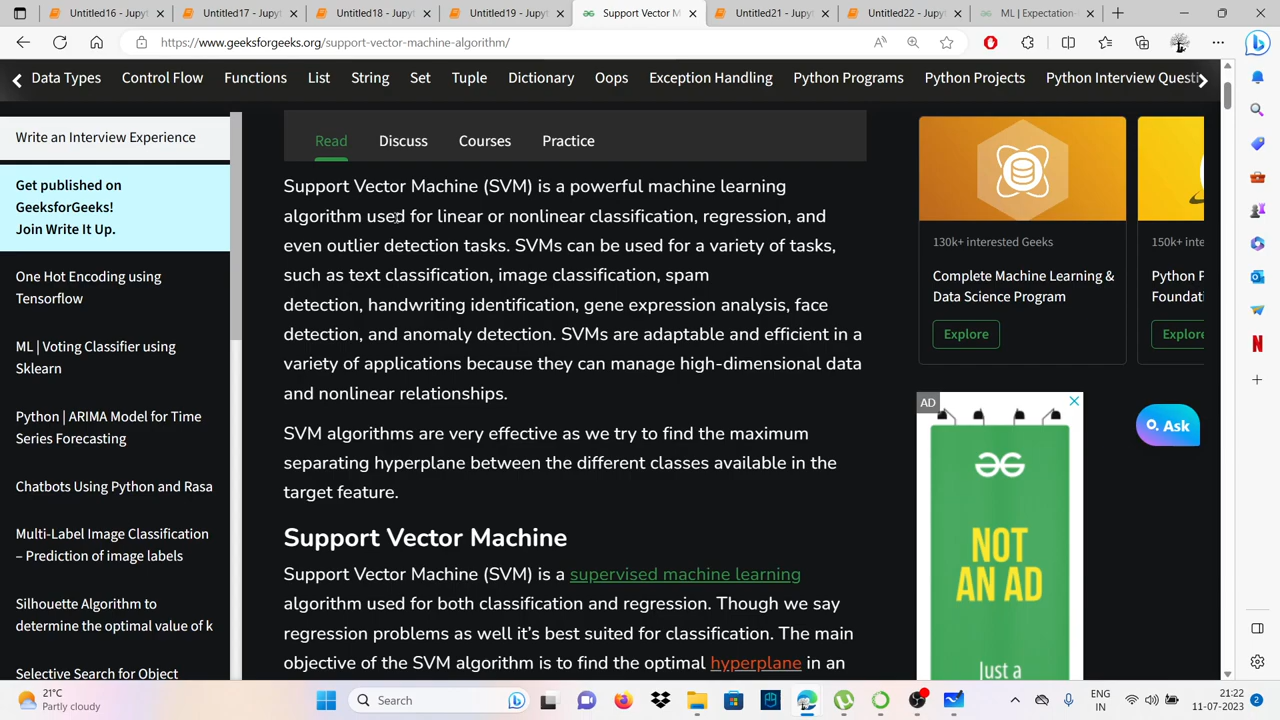 Untitled16 - Jupyt
Untitled17 - Jupyt
Untitled18 - Jupyt
Untitled19 - Jupyt
Support Vector M
Untitled21 - Jupyt
Untitled22 - Jupyt
ML | Expectation-
https://www.geeksforgeeks.org/support-vector-machine-algorithm/
Data Types
Control Flow
Functions
List
String
Set
Tuple
Dictionary
Oops
Exception Handling
Python Programs
Python Projects
Python Interview Questi
Write an Interview Experience
Get published on
GeeksforGeeks!
Join Write It Up.
One Hot Encoding using
Tensorflow
ML | Voting Classifier using
Sklearn
Python | ARIMA Model for Time
Series Forecasting
Chatbots Using Python and Rasa
Multi-Label Image Classification
– Prediction of image labels
Silhouette Algorithm to
determine the optimal value of k
Selective Search for Object
Read
Discuss
Courses
Practice
Support Vector Machine (SVM) is a powerful machine learning
algorithm used for linear or nonlinear classification, regression, and
even outlier detection tasks. SVMs can be used for a variety of tasks,
such as text classification, image classification, spam
detection, handwriting identification, gene expression analysis, face
detection, and anomaly detection. SVMs are adaptable and efficient in a
variety of applications because they can manage high-dimensional data
and nonlinear relationships.
SVM algorithms are very effective as we try to find the maximum
separating hyperplane between the different classes available in the
target feature.
Support Vector Machine
Support Vector Machine (SVM) is a supervised machine learning
algorithm used for both classification and regression. Though we say
regression problems as well it’s best suited for classification. The main
objective of the SVM algorithm is to find the optimal hyperplane in an
130k+ interested Geeks
Complete Machine Learning &
Data Science Program
Explore
150k+ inte
Python P
Foundati
Explore
AD
NOT
AN AD
Just a
Ask
21°C
Partly cloudy
Search
ENG
IN
21:22
11-07-2023
2